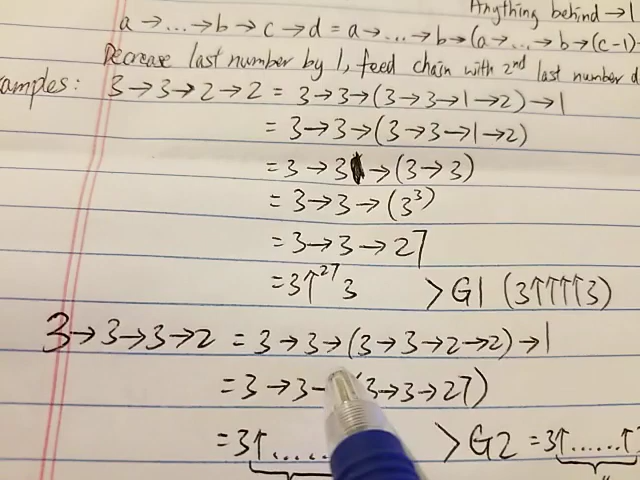 Anything behind →1
a→...→b→c→d = a→...→b→(a→...→b→(c-1)
Decrease last number by 1, feed chain with 2nd last number d
amples: 3→3→2→2 = 3→3→(3→3→1→2)→1
= 3→3→(3→3→1→2)
= 3→3→(3→3)
= 3→3→(3³)
= 3→3→27
= 3↑²⁷3 >G1 (3↑↑↑↑3)
3→3→3→2 = 3→3→(3→3→2→2)→1
= 3→3→(3→3→27)
= 3↑...... >G2 = 3↑......↑